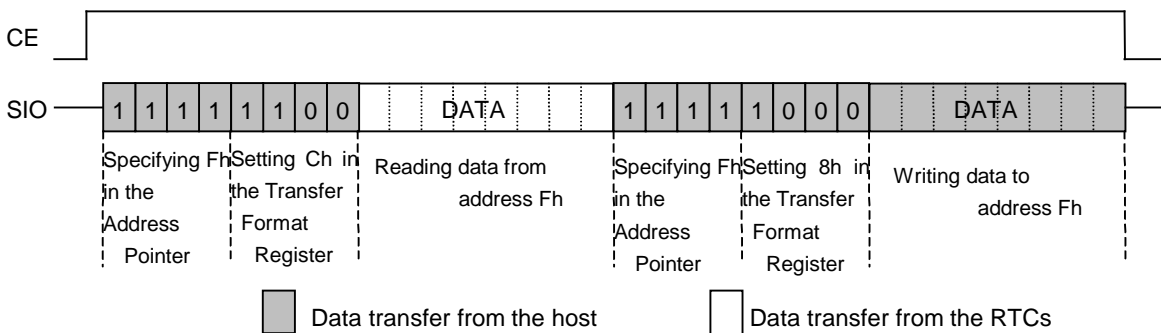 CE
SIO
1 1 1 1 1 1 0 0 DATA 1 1 1 1 1 0 0 0 DATA
Specifying Fh
in the
Address
Pointer
Setting Ch in
the Transfer
Format
Register
Reading data from
address Fh
Specifying Fh
in the
Address
Pointer
Setting 8h in
the Transfer
Format
Register
Writing data to
address Fh
Data transfer from the host
Data transfer from the RTCs